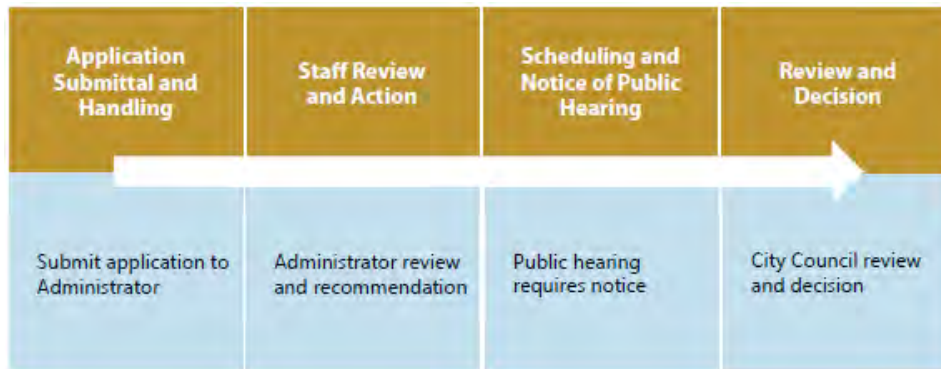 Application
Submittal and
Handling
Staff Review
and Action
Scheduling and
Notice of Public
Hearing
Review and
Decision
Submit application to
Administrator
Administrator review
and recommendation
Public hearing
requires notice
City Council review
and decision